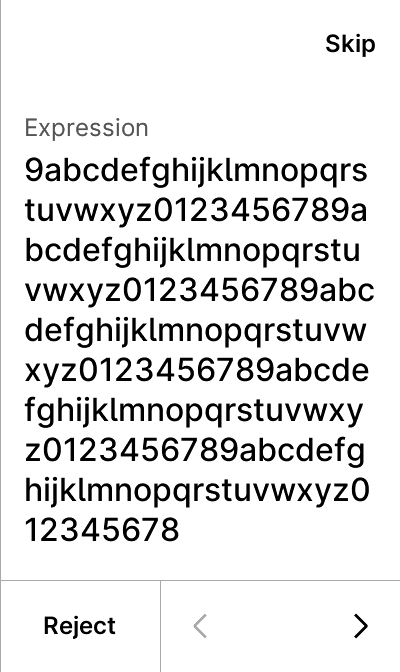 Skip
Expression
9abcdefghijklmnopqrs
tuvwxyz0123456789a
bcdefghijklmnopqrstu
vwxyz0123456789abc
defghijklmnopqrstuvw
xyz0123456789abcde
fghijklmnopqrstuvwxy
z0123456789abcdefg
hijklmnopqrstuvwxyz0
12345678
Reject